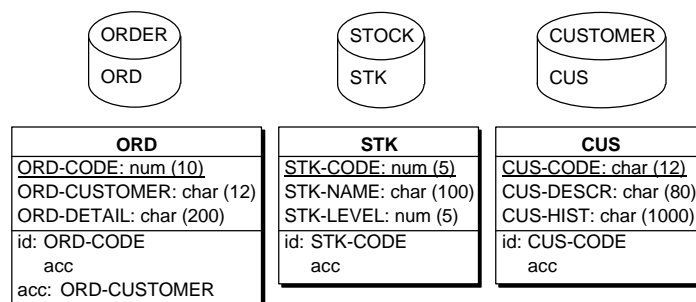 ORDER
ORD
STOCK
STK
CUSTOMER
CUS
ORD
ORD-CODE: num (10)
ORD-CUSTOMER: char (12)
ORD-DETAIL: char (200)
id: ORD-CODE
acc
acc: ORD-CUSTOMER
STK
STK-CODE: num (5)
STK-NAME: char (100)
STK-LEVEL: num (5)
id: STK-CODE
acc
CUS
CUS-CODE: char (12)
CUS-DESCR: char (80)
CUS-HIST: char (1000)
id: CUS-CODE
acc